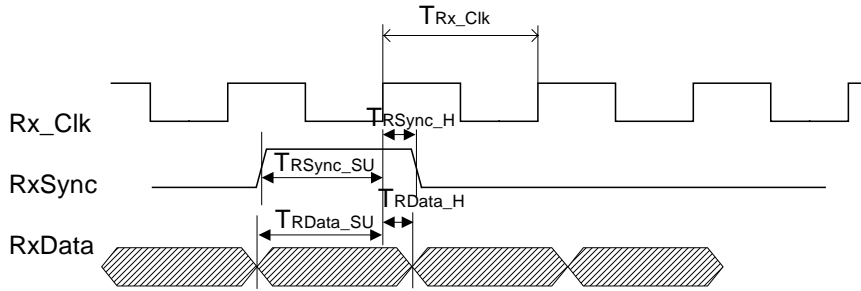 TRx_Clk
Rx_Clk
TRSync_H
TRSync_SU
RxSync
TRData_H
TRData_SU
RxData